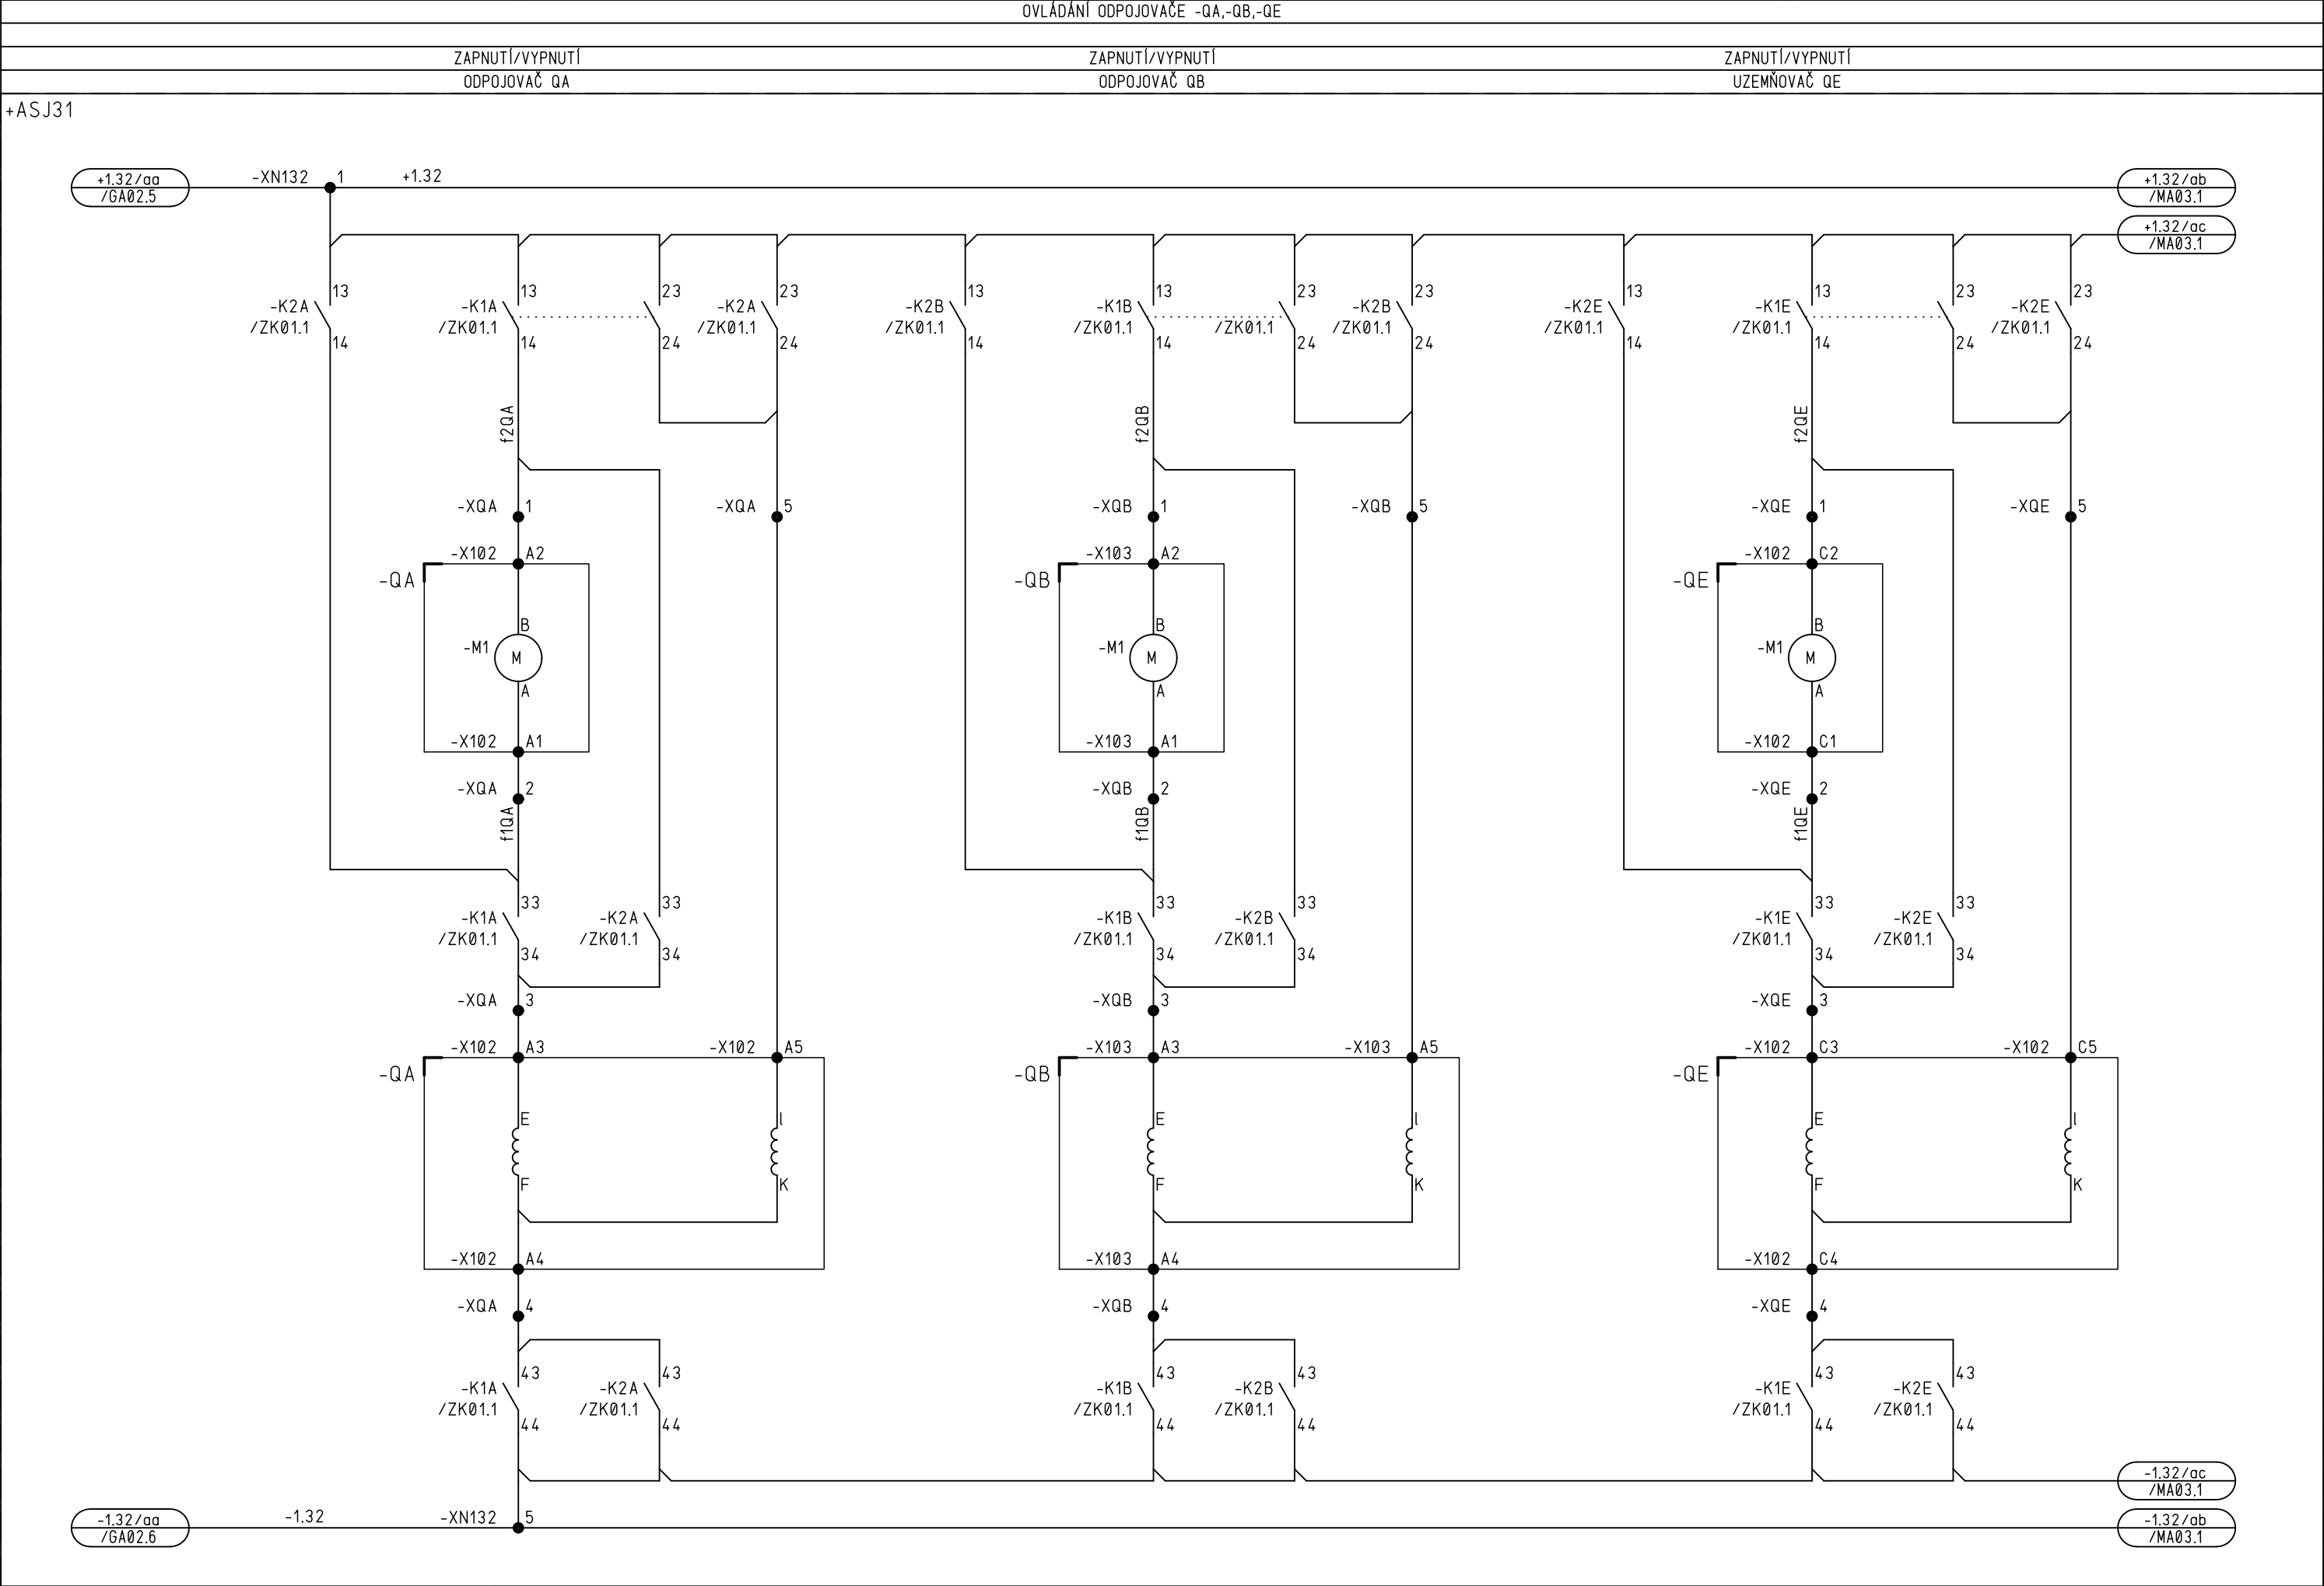 OVLÁDÁNÍ ODPOJOVAČE -QA,-QB,-QE
ZAPNUTÍ/VYPNUTÍ ZAPNUTÍ/VYPNUTÍ ZAPNUTÍ/VYPNUTÍ
ODPOJOVAČ QA ODPOJOVAČ QB UZEMŇOVAČ QE
+ASJ31
+1.32/aa -XN132 1 +1.32 +1.32/ab
/GA02.5 /MA03.1
+1.32/ac
/MA03.1
13 13 23 23 13 13 23 23 13 13 23 23
-K2A -K1A -K2A -K2B -K1B -K2B -K2E -K1E -K2E
/ZK01.1 /ZK01.1 /ZK01.1 /ZK01.1 /ZK01.1 /ZK01.1 /ZK01.1 /ZK01.1 /ZK01.1 /ZK01.1
14 14 24 24 14 14 24 24 14 14 24 24
f2QA f2QB f2QE
-XQA 1 -XQA 5 -XQB 1 -XQB 5 -XQE 1 -XQE 5
-X102 A2 -X103 A2 -X102 C2
-QA -QB -QE
B B B
-M1 M -M1 M -M1 M
A A A
-X102 A1 -X103 A1 -X102 C1
-XQA 2 -XQB 2 -XQE 2
f1QA f1QB f1QE
33 33 33 33 33 33
-K1A -K2A -K1B -K2B -K1E -K2E
/ZK01.1 /ZK01.1 /ZK01.1 /ZK01.1 /ZK01.1 /ZK01.1
34 34 34 34 34 34
-XQA 3 -XQB 3 -XQE 3
-X102 A3 -X102 A5 -X103 A3 -X103 A5 -X102 C3 -X102 C5
-QA -QB -QE
E I E I E I
F K F K F K
-X102 A4 -X103 A4 -X102 C4
-XQA 4 -XQB 4 -XQE 4
43 43 43 43 43 43
-K1A -K2A -K1B -K2B -K1E -K2E
/ZK01.1 /ZK01.1 /ZK01.1 /ZK01.1 /ZK01.1 /ZK01.1
44 44 44 44 44 44
-1.32/ac
/MA03.1
-1.32/aa -1.32 -XN132 5 -1.32/ab
/GA02.6 /MA03.1